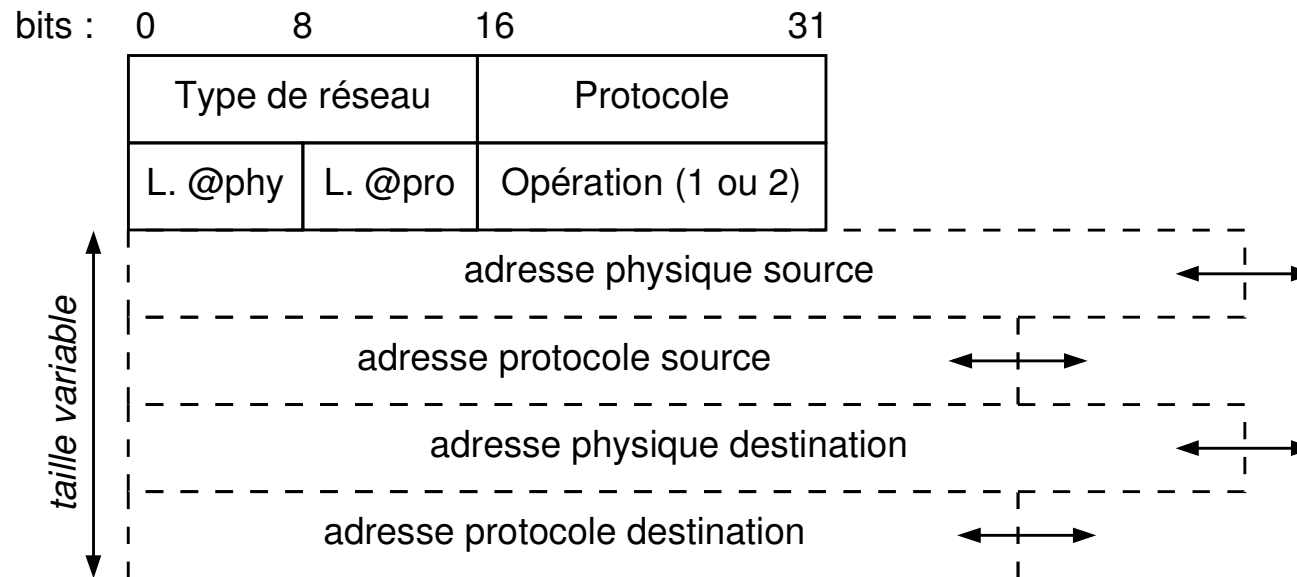 bits : 0 8 16 31
Type de réseau Protocole
L. @phy L. @pro Opération (1 ou 2)
adresse physique source
adresse protocole source
adresse physique destination
adresse protocole destination
taille variable